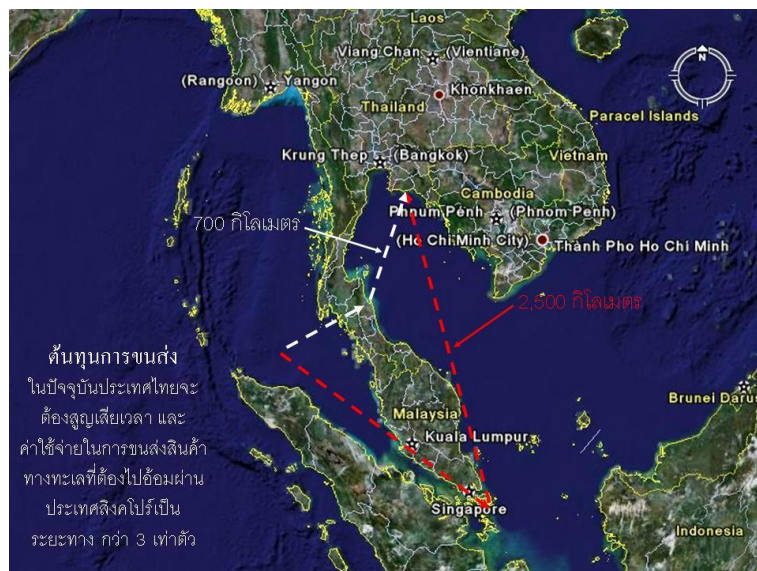 Laos
Viang Chan (Vientiane)
(Rangoon) Yangon
Khonkhaen
Thailand
N
Paracel Islands
Krung Thep (Bangkok)
Vietnam
Cambodia
Phnum Pénh (Phnom Penh)
700 กิโลเมตร
(Ho Chi Minh City) Thành Pho Ho Chi Minh
2,500 กิโลเมตร
ต้นทุนการขนส่ง
ในปัจจุบันประเทศไทยจะ
ต้องสูญเสียเวลา และ
ค่าใช้จ่ายในการขนส่งสินค้า
ทางทะเลที่ต้องไปอ้อมผ่าน
ประเทศสิงคโปร์เป็น
ระยะทาง กว่า 3 เท่าตัว
Brunei Darus
Malaysia
Kuala Lumpur
Singapore
Indonesia